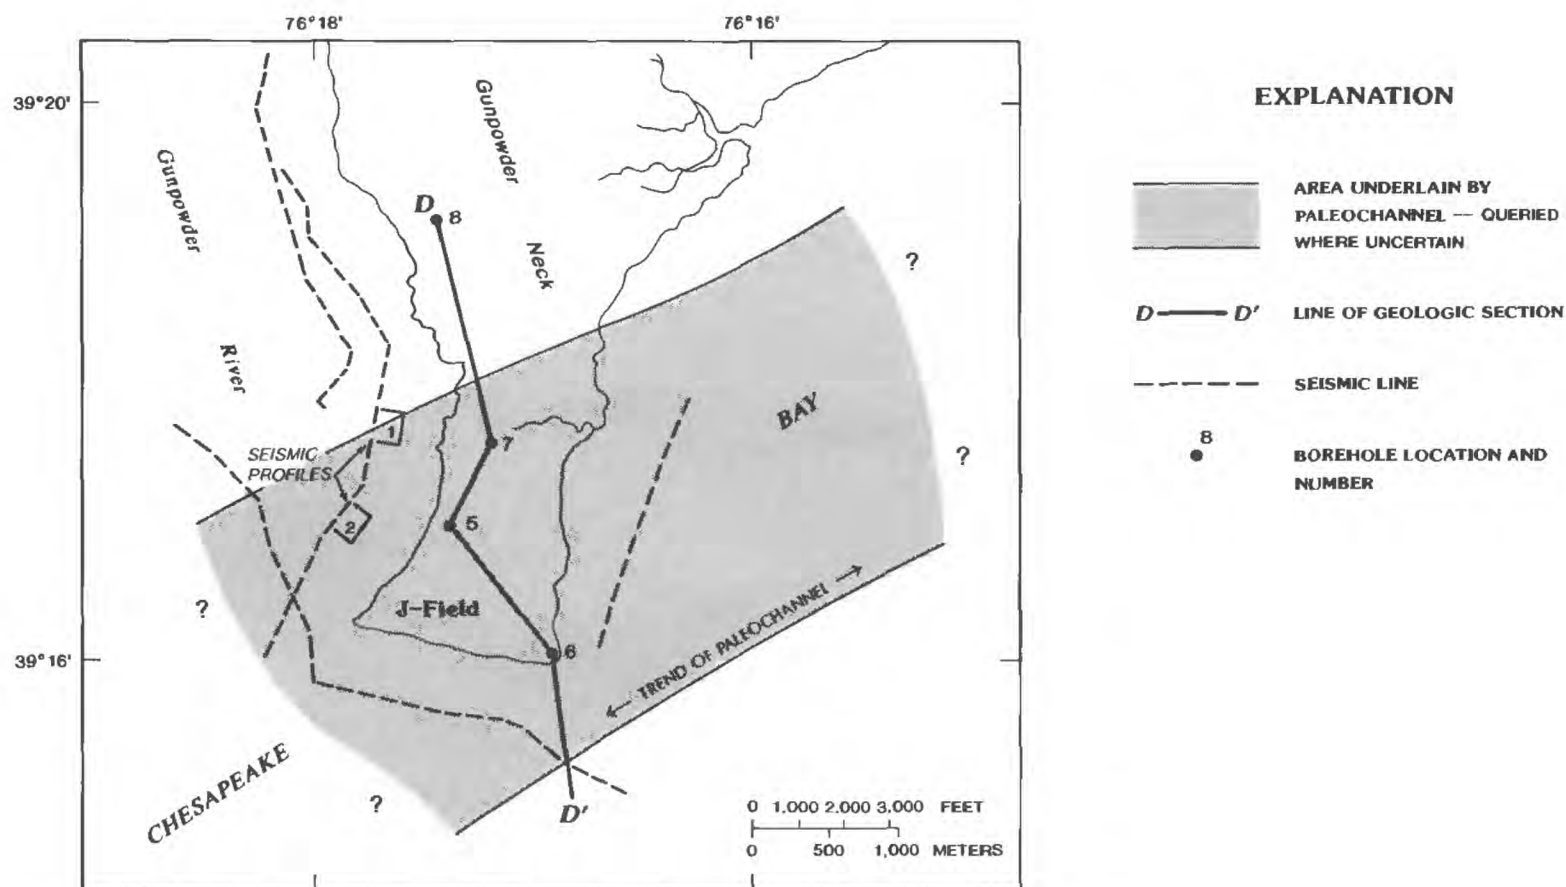 76°18'
76°16'
39°20'
39°16'
Gunpowder
River
Gunpowder
Neck
D
8
7
5
6
D'
SEISMIC
PROFILES
1
2
J-Field
BAY
CHESAPEAKE
← TREND OF PALEOCHANNEL →
?
?
?
?
0 1,000 2,000 3,000 FEET
0 500 1,000 METERS
EXPLANATION
AREA UNDERLAIN BY
PALEOCHANNEL — QUERIED
WHERE UNCERTAIN
D D' LINE OF GEOLOGIC SECTION
SEISMIC LINE
8
BOREHOLE LOCATION AND
NUMBER